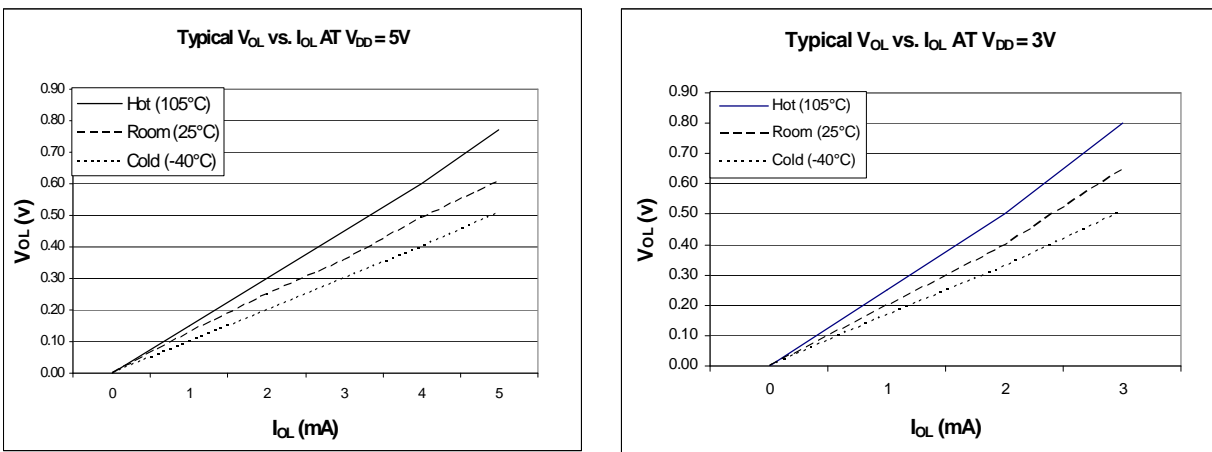 Typical VOL vs. IOL AT VDD = 5V
0.90
0.80
0.70
0.60
0.50
0.40
0.30
0.20
0.10
0.00
VOL (v)
Hot (105°C)
Room (25°C)
Cold (-40°C)
0 1 2 3 4 5
IOL (mA)
Typical VOL vs. IOL AT VDD = 3V
0.90
0.80
0.70
0.60
0.50
0.40
0.30
0.20
0.10
0.00
VOL (v)
Hot (105°C)
Room (25°C)
Cold (-40°C)
0 1 2 3
IOL (mA)